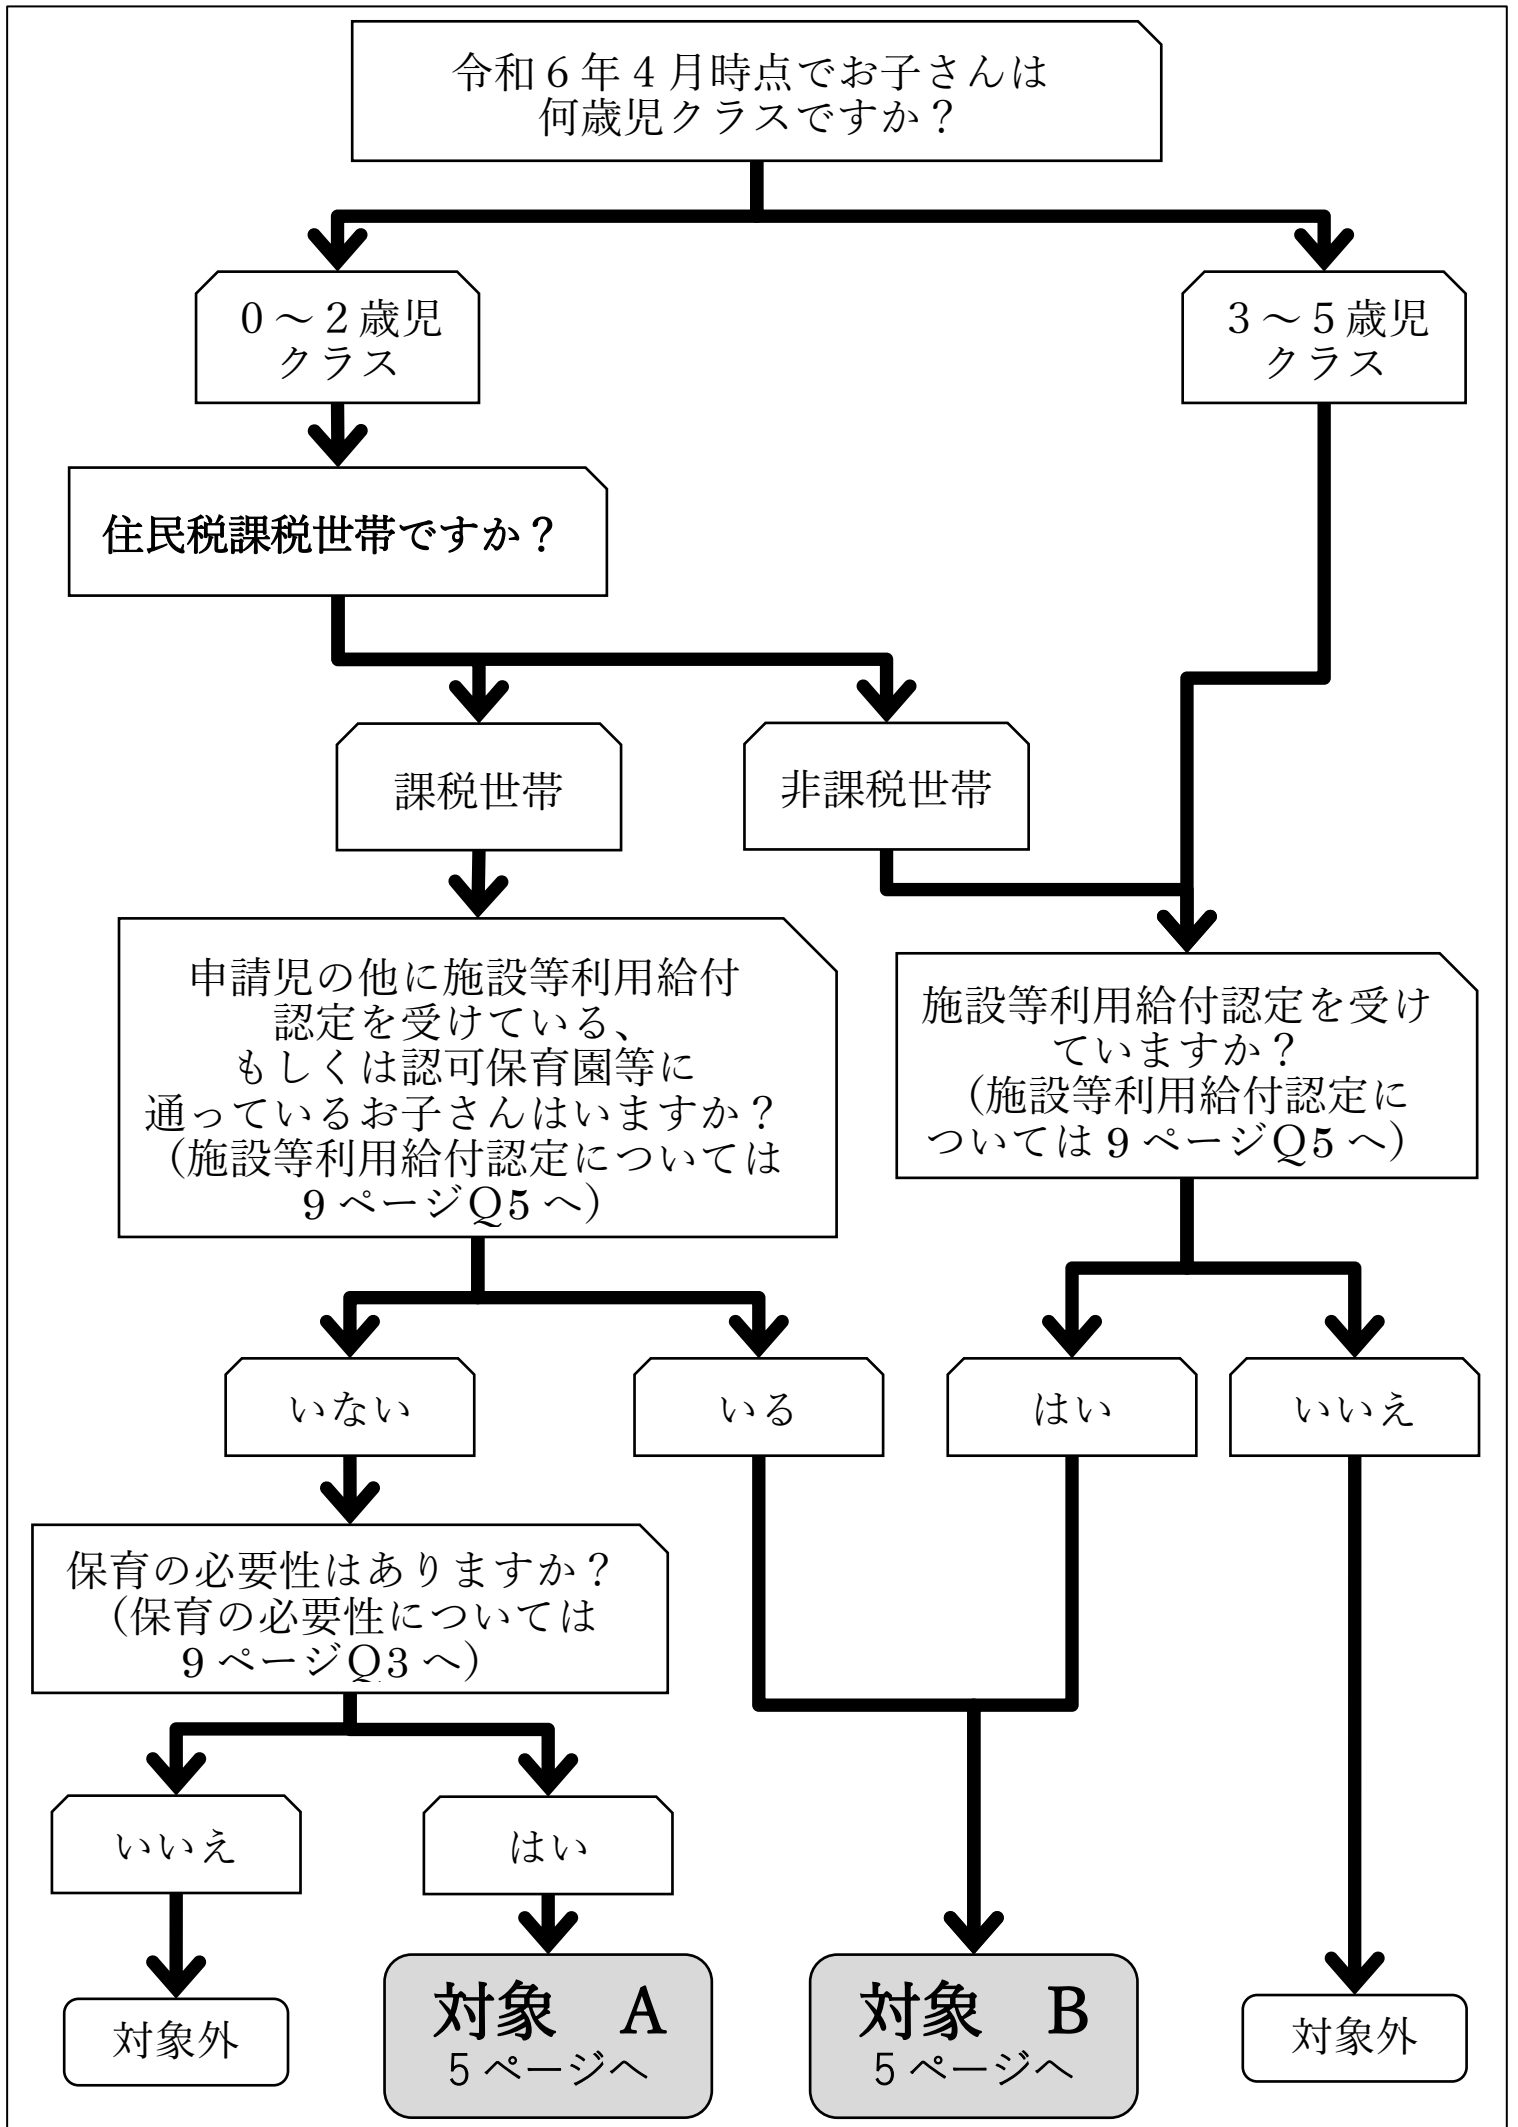 令和６年４月時点でお子さんは
何歳児クラスですか？
０～２歳児
クラス
３～５歳児
クラス
住民税課税世帯ですか？
課税世帯
非課税世帯
申請児の他に施設等利用給付
認定を受けている、
もしくは認可保育園等に
通っているお子さんはいますか？
（施設等利用給付認定については
９ページQ5へ）
施設等利用給付認定を受け
ていますか？
（施設等利用給付認定に
ついては９ページQ5へ）
いない
いる
はい
いいえ
保育の必要性はありますか？
（保育の必要性については
９ページQ3へ）
いいえ
はい
対象外
対象　A
5ページへ
対象　B
5ページへ
対象外